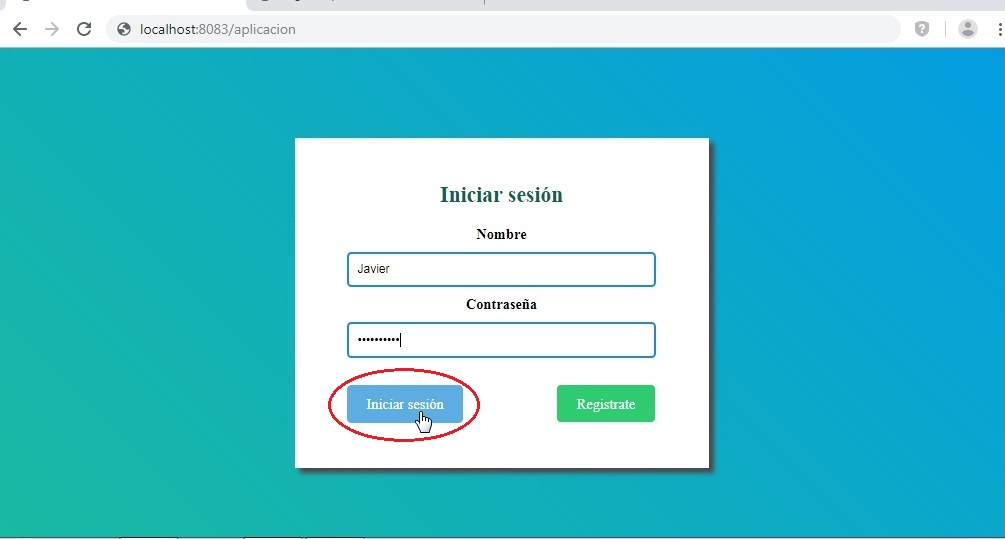 localhost:8083/aplicacion
Iniciar sesión
Nombre
Javier
Contraseña
••••••••••
Iniciar sesión
Registrate